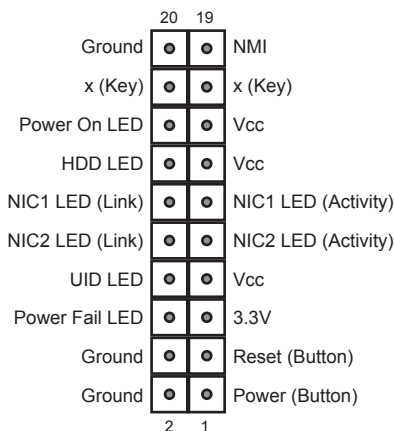 20 19
Ground NMI
x (Key) x (Key)
Power On LED Vcc
HDD LED Vcc
NIC1 LED (Link) NIC1 LED (Activity)
NIC2 LED (Link) NIC2 LED (Activity)
UID LED Vcc
Power Fail LED 3.3V
Ground Reset (Button)
Ground Power (Button)
2 1